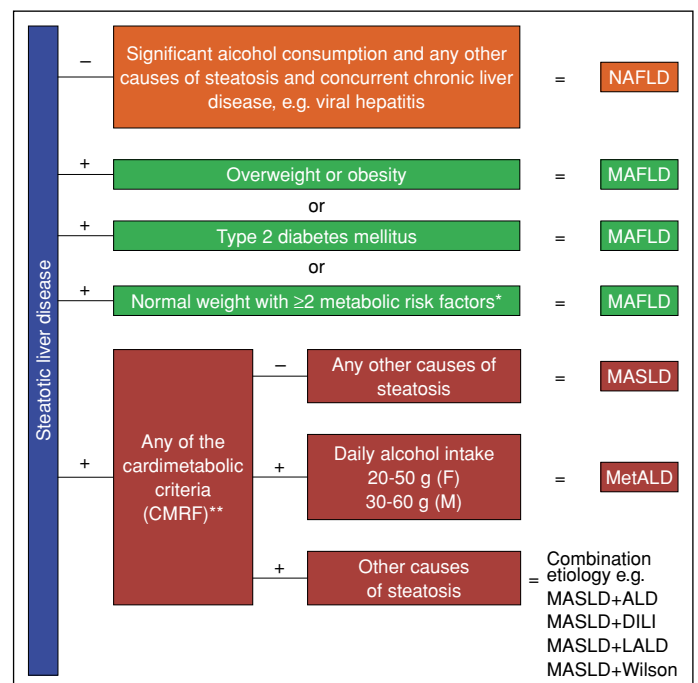 Steatotic liver disease
−
Significant alcohol consumption and any other
causes of steatosis and concurrent chronic liver
disease, e.g. viral hepatitis
=
NAFLD
+
Overweight or obesity
=
MAFLD
or
+
Type 2 diabetes mellitus
=
MAFLD
or
+
Normal weight with ≥2 metabolic risk factors*
=
MAFLD
+
Any of the
cardimetabolic
criteria
(CMRF)**
−
Any other causes of
steatosis
=
MASLD
+
Daily alcohol intake
20-50 g (F)
30-60 g (M)
=
MetALD
+
Other causes
of steatosis
=
Combination
etiology e.g.
MASLD+ALD
MASLD+DILI
MASLD+LALD
MASLD+Wilson